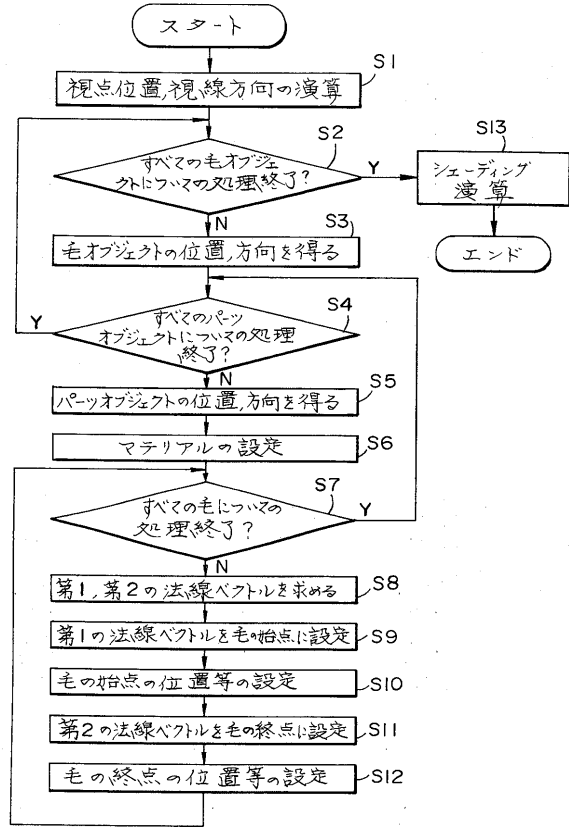 スタート
S1
視点位置,視線方向の演算
S2
すべての毛オブジェ
クトについての処理終了?
Y
N
S13
シェーディング
演算
エンド
S3
毛オブジェクトの位置,方向を得る
S4
すべてのパーツ
オブジェクトについての処理
終了?
Y
N
S5
パーツオブジェクトの位置,方向を得る
S6
マテリアルの設定
S7
すべての毛についての
処理終了?
Y
N
S8
第1,第2の法線ベクトルを求める
S9
第1の法線ベクトルを毛の始点に設定
S10
毛の始点の位置等の設定
S11
第2の法線ベクトルを毛の終点に設定
S12
毛の終点の位置等の設定